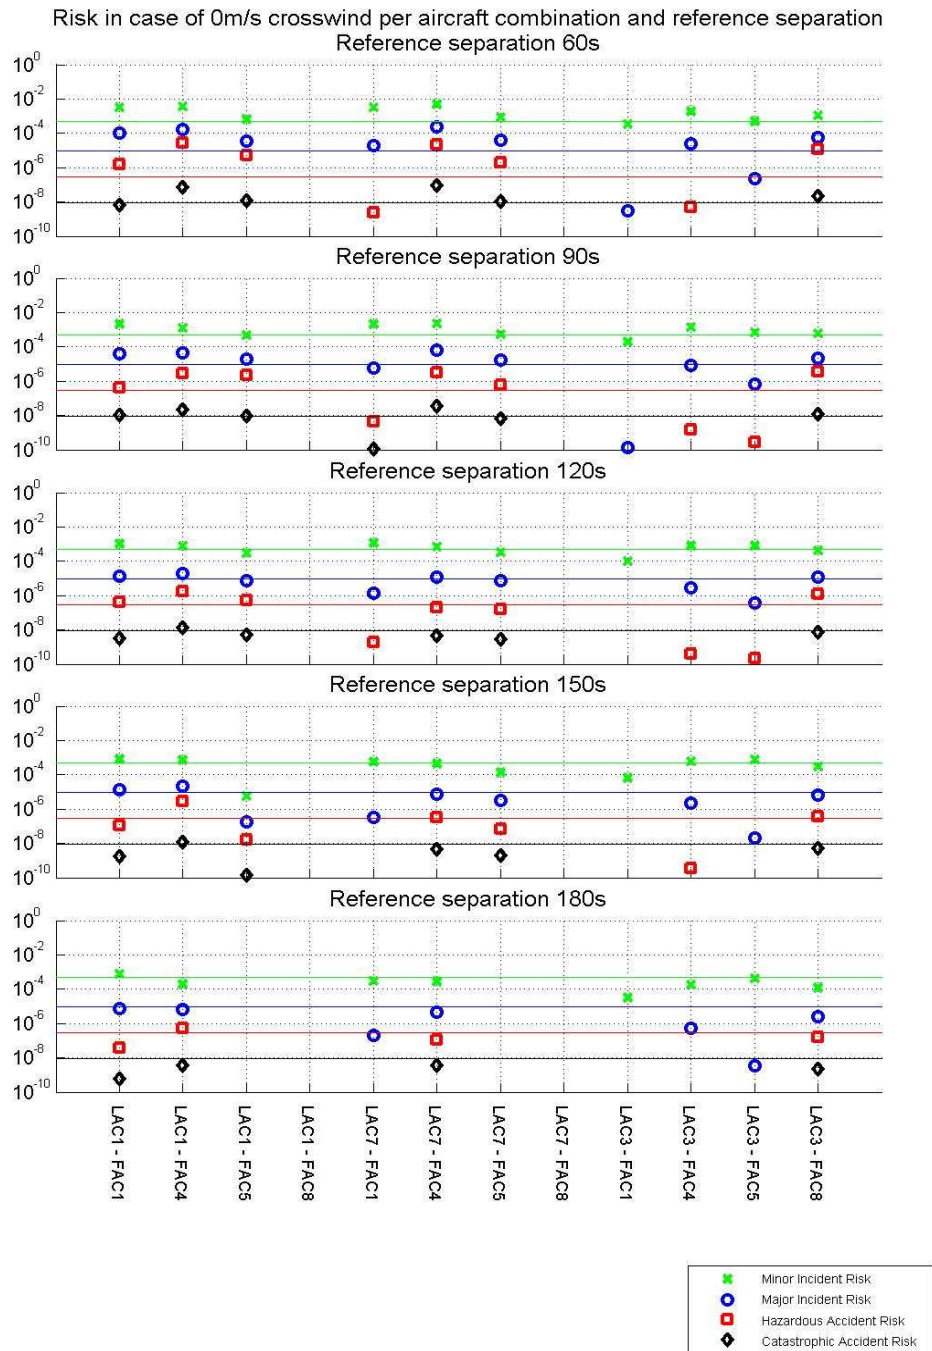 Risk in case of 0m/s crosswind per aircraft combination and reference separation
Reference separation 60s
10^0
10^-2
10^-4
10^-6
10^-8
10^-10
Reference separation 90s
10^0
10^-2
10^-4
10^-6
10^-8
10^-10
Reference separation 120s
10^0
10^-2
10^-4
10^-6
10^-8
10^-10
Reference separation 150s
10^0
10^-2
10^-4
10^-6
10^-8
10^-10
Reference separation 180s
10^0
10^-2
10^-4
10^-6
10^-8
10^-10
LAC1 - FAC1
LAC1 - FAC4
LAC1 - FAC5
LAC1 - FAC8
LAC7 - FAC1
LAC7 - FAC4
LAC7 - FAC5
LAC7 - FAC8
LAC3 - FAC1
LAC3 - FAC4
LAC3 - FAC5
LAC3 - FAC8
Minor Incident Risk
Major Incident Risk
Hazardous Accident Risk
Catastrophic Accident Risk